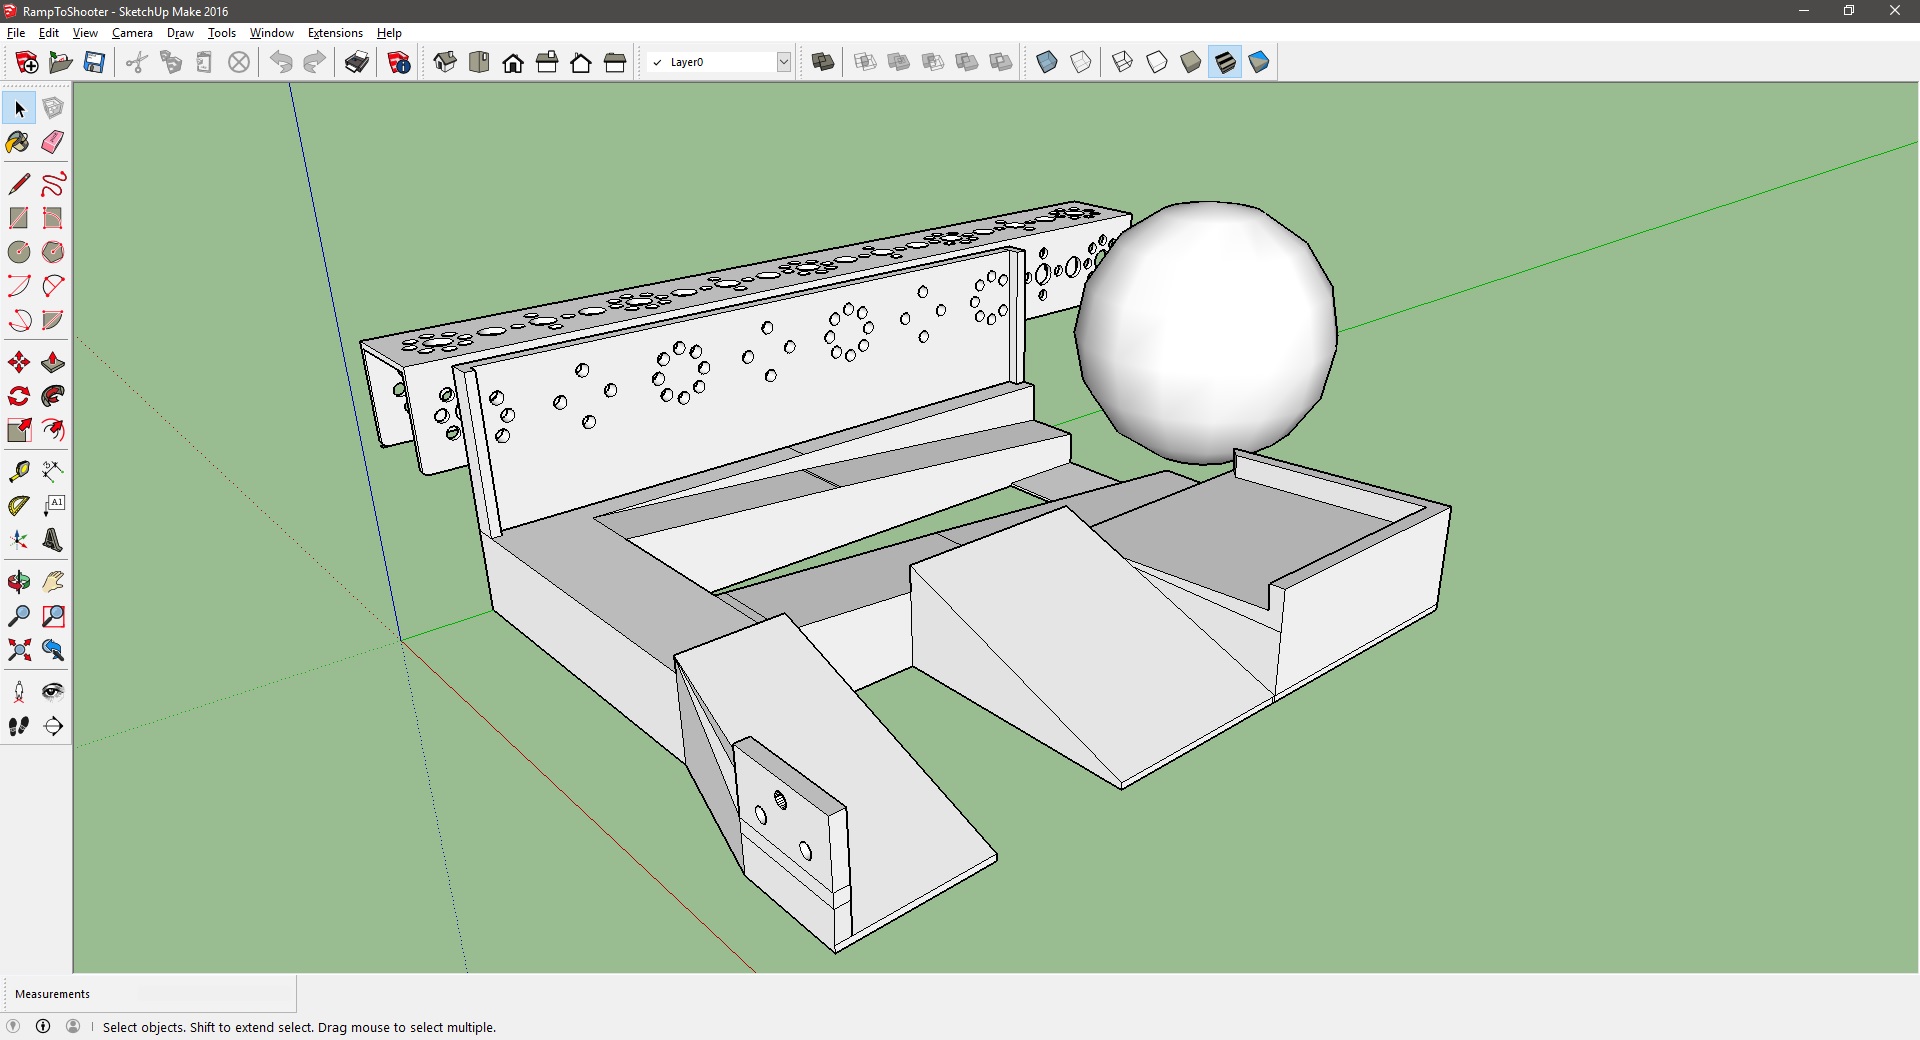 RampToShooter - SketchUp Make 2016
File Edit View Camera Draw Tools Window Extensions Help
Layer0
A1
Measurements
Select objects. Shift to extend select. Drag mouse to select multiple.